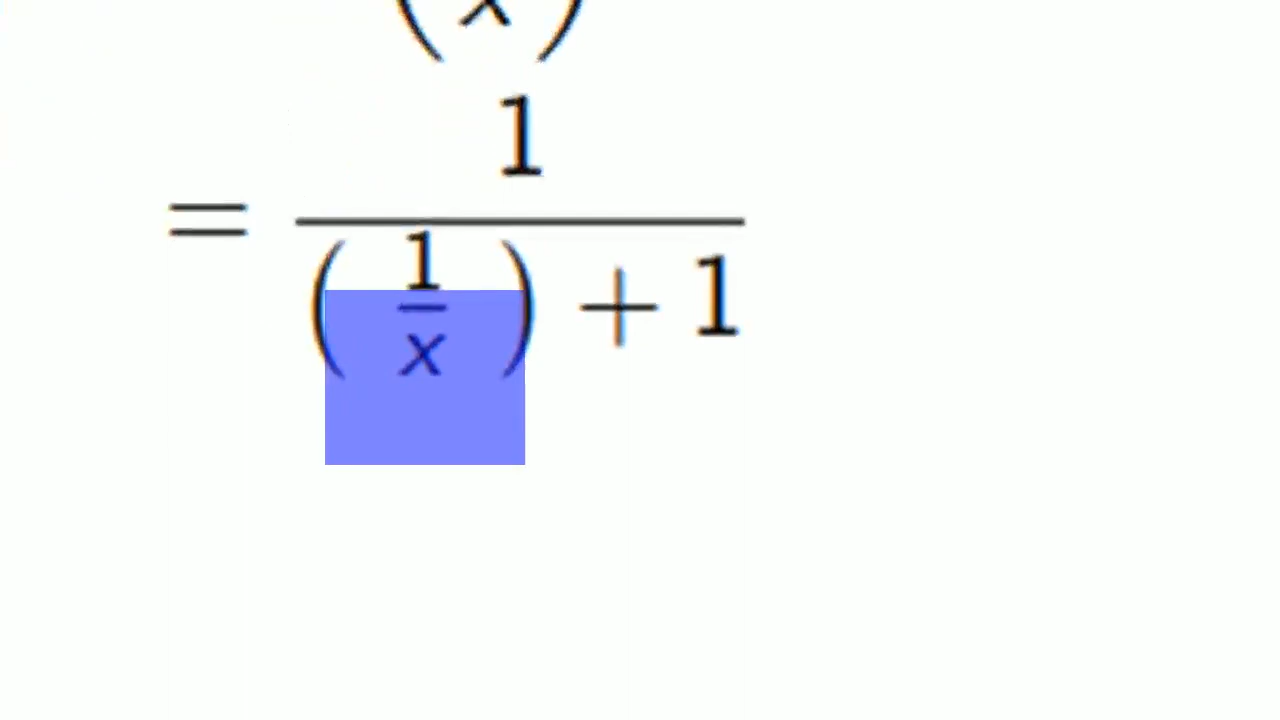 (x)
= 1 / ( 1/x ) + 1